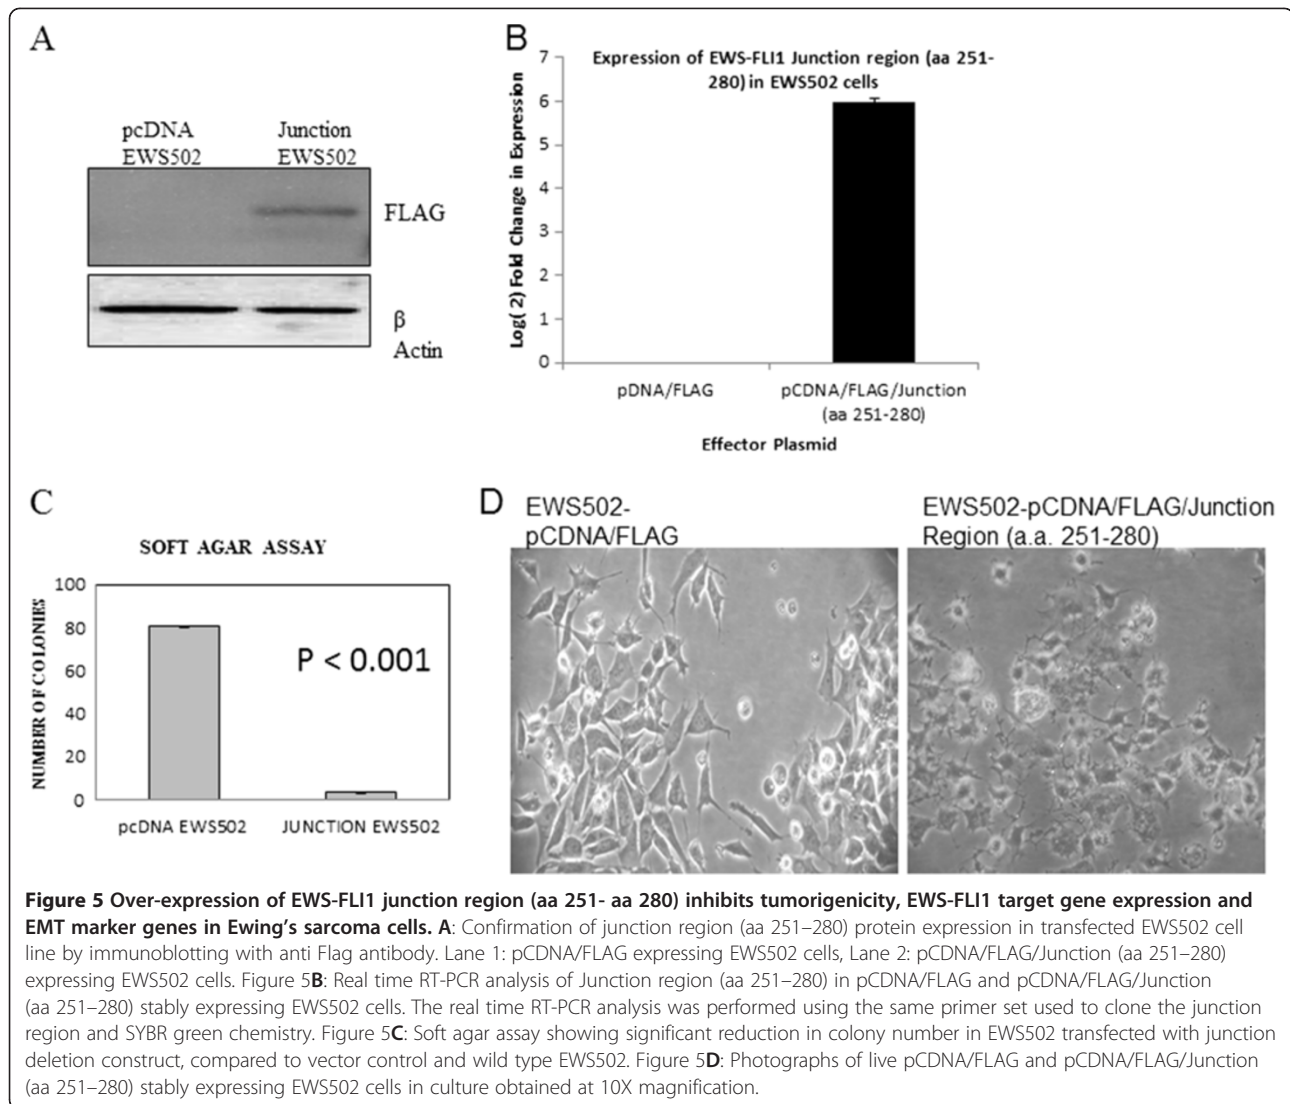 A
pcDNA
EWS502
Junction
EWS502
FLAG
β
Actin
B
Expression of EWS-FLI1 Junction region (aa 251-
280) in EWS502 cells
Log( 2) Fold Change in Expression
7
6
5
4
3
2
1
0
pDNA/FLAG
pCDNA/FLAG/Junction
(aa 251-280)
Effector Plasmid
C
SOFT AGAR ASSAY
NUMBER OF COLONIES
100
80
60
40
20
0
P < 0.001
pcDNA EWS502
JUNCTION EWS502
D
EWS502-
pCDNA/FLAG
EWS502-pCDNA/FLAG/Junction
Region (a.a. 251-280)
Figure 5 Over-expression of EWS-FLI1 junction region (aa 251- aa 280) inhibits tumorigenicity, EWS-FLI1 target gene expression and
EMT marker genes in Ewing's sarcoma cells. A: Confirmation of junction region (aa 251–280) protein expression in transfected EWS502 cell
line by immunoblotting with anti Flag antibody. Lane 1: pCDNA/FLAG expressing EWS502 cells, Lane 2: pCDNA/FLAG/Junction (aa 251–280)
expressing EWS502 cells. Figure 5B: Real time RT-PCR analysis of Junction region (aa 251–280) in pCDNA/FLAG and pCDNA/FLAG/Junction
(aa 251–280) stably expressing EWS502 cells. The real time RT-PCR analysis was performed using the same primer set used to clone the junction
region and SYBR green chemistry. Figure 5C: Soft agar assay showing significant reduction in colony number in EWS502 transfected with junction
deletion construct, compared to vector control and wild type EWS502. Figure 5D: Photographs of live pCDNA/FLAG and pCDNA/FLAG/Junction
(aa 251–280) stably expressing EWS502 cells in culture obtained at 10X magnification.